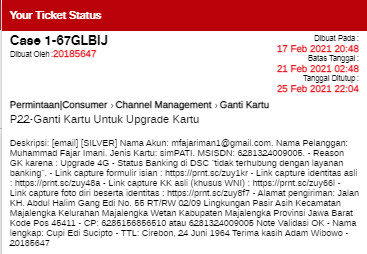 Your Ticket Status
Case 1-67GLBIJ
Dibuat Oleh :20185647
Dibuat Pada :
17 Feb 2021 20:48
Batas Tanggal :
21 Feb 2021 02:48
Tanggal Ditutup :
25 Feb 2021 22:04
Permintaan|Consumer › Channel Management › Ganti Kartu
P22-Ganti Kartu Untuk Upgrade Kartu
Deskripsi: [email] [SILVER] Nama Akun: mfajariman1@gmail.com. Nama Pelanggan:
Muhammad Fajar Imani. Jenis Kartu: simPATI. MSISDN: 6281324009005. - Reason
GK karena : Upgrade 4G - Status Banking di DSC "tidak terhubung dengan layanan
banking". - Link capture formulir isian : https://prnt.sc/zuy1kr - Link capture identitas asli
: https://prnt.sc/zuy48a - Link capture KK asli (khusus WNI) : https://prnt.sc/zuy66l -
Link capture foto diri beserta identitas : https://prnt.sc/zuy8f7 - Alamat pengiriman: Jalan
KH. Abdul Halim Gang Edi No. 55 RT/RW 02/09 Lingkungan Pasir Asih Kecamatan
Majalengka Kelurahan Majalengka Wetan Kabupaten Majalengka Provinsi Jawa Barat
Kode Pos 45411 - CP: 6285156856510 atau 6281324009005 Note Validasi OK - Nama
lengkap: Cupi Edi Sucipto - TTL: Cirebon, 24 Juni 1964 Terima kasih Adam Wibowo -
20185647